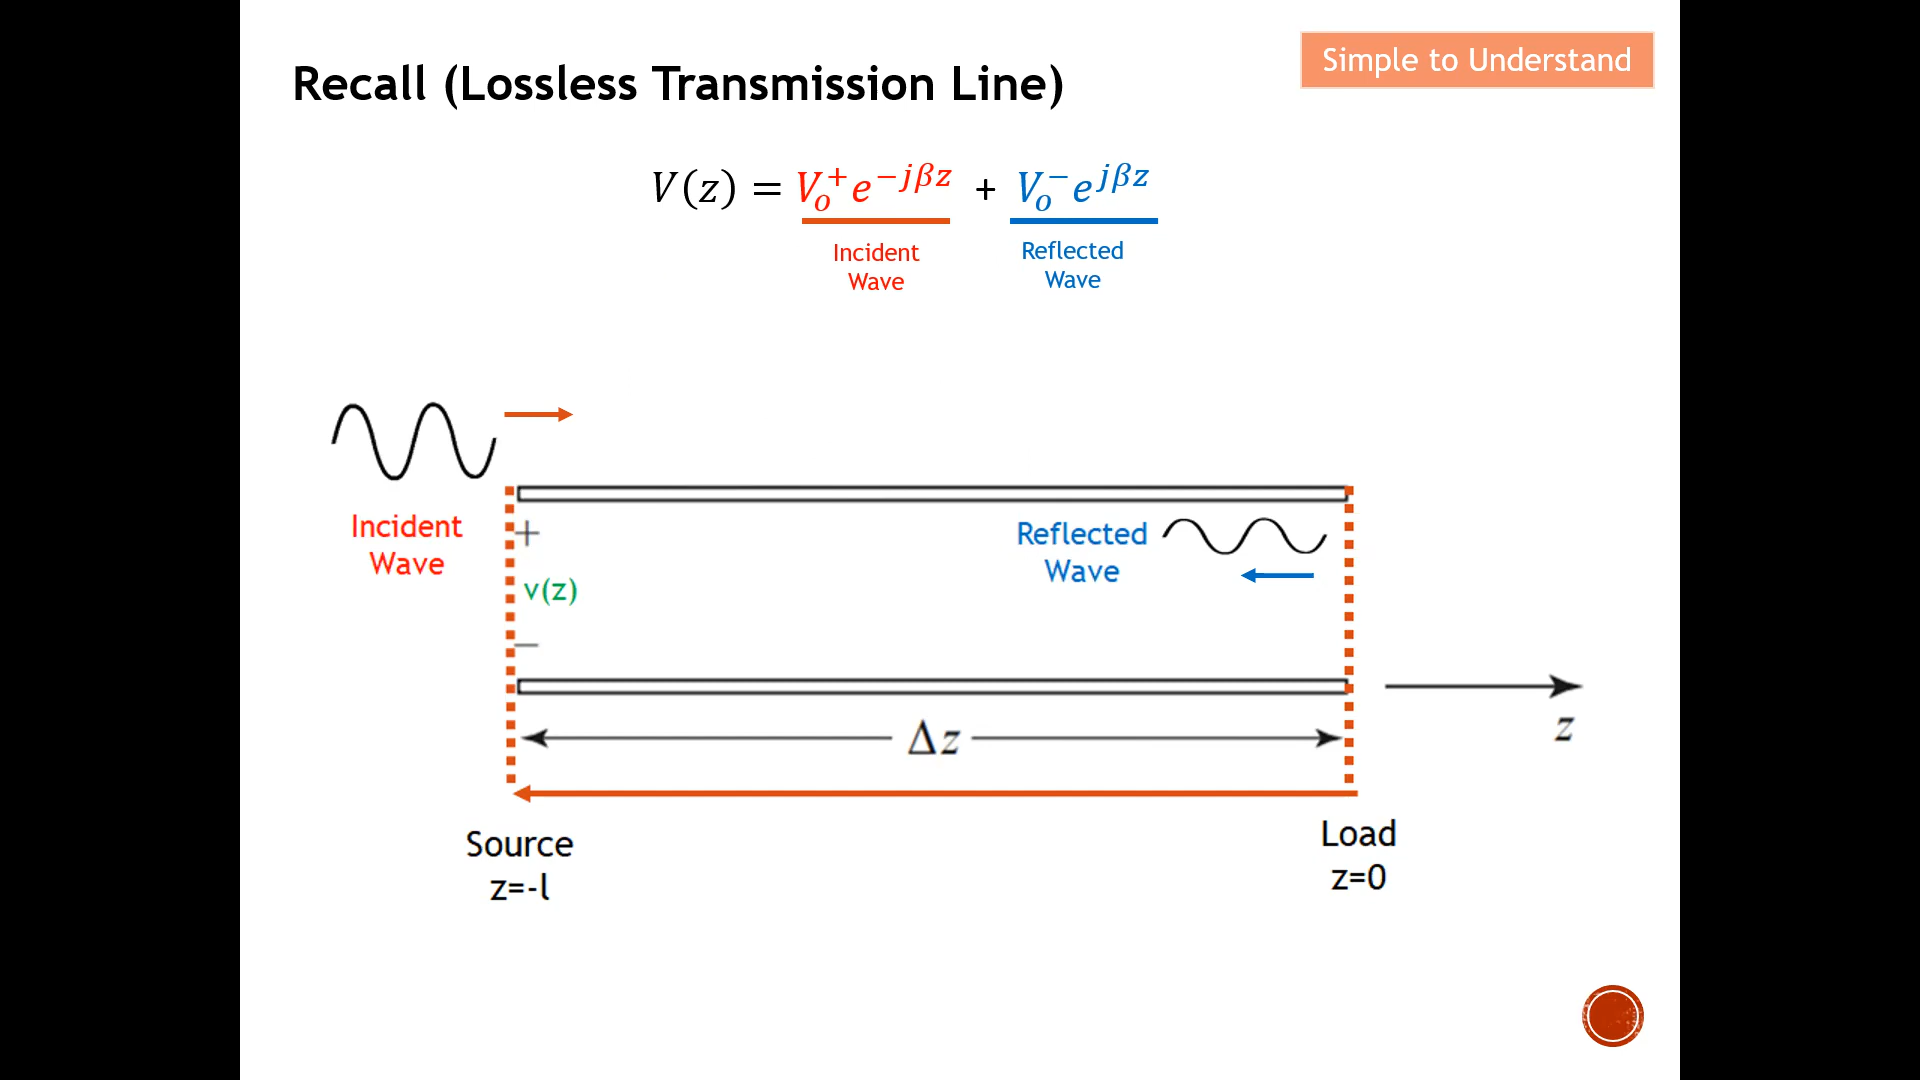 Simple to Understand
Recall (Lossless Transmission Line)
V(z) = V_o^+ e^{-jβz} + V_o^- e^{jβz}
Incident
Wave
Reflected
Wave
Incident
Wave
+
v(z)
−
Reflected
Wave
Δz
z
Source
z=-l
Load
z=0